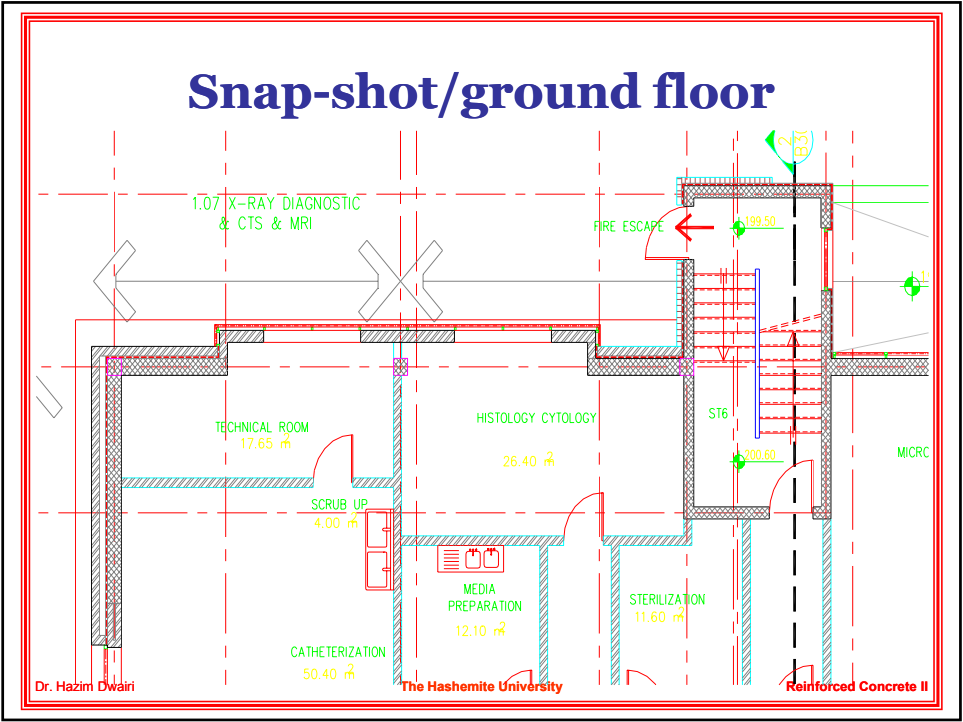 Snap-shot/ground floor
2
B30
1.07 X-RAY DIAGNOSTIC
& CTS & MRI
FIRE ESCAPE
199.50
TECHNICAL ROOM
17.65 m2
HISTOLOGY CYTOLOGY
26.40 m2
ST6
200.60
MICRO
SCRUB UP
4.00 m2
MEDIA
PREPARATION
12.10 m2
STERILIZATION
11.60 m2
CATHETERIZATION
50.40 m2
Dr. Hazim Dwairi
The Hashemite University
Reinforced Concrete II